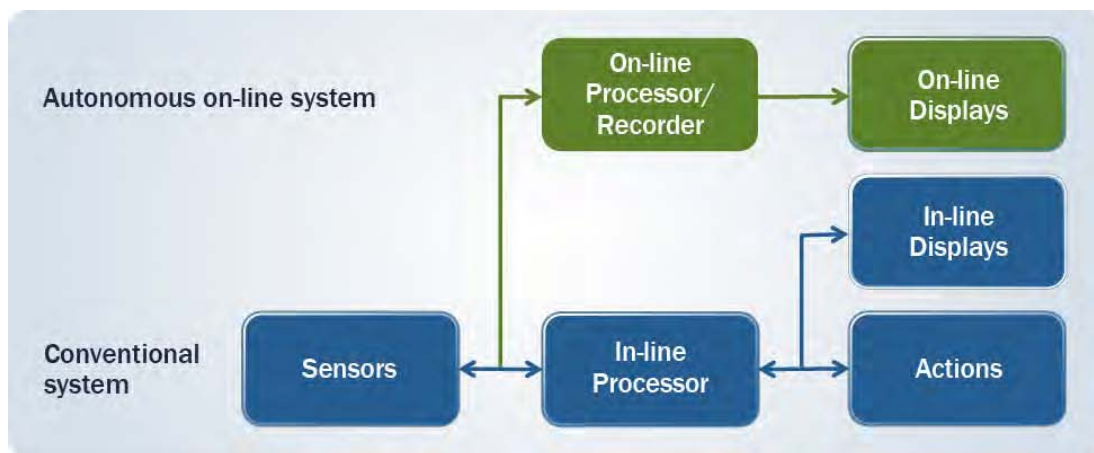 Autonomous on-line system
On-line
Processor/
Recorder
On-line
Displays
In-line
Displays
Conventional
system
Sensors
In-line
Processor
Actions